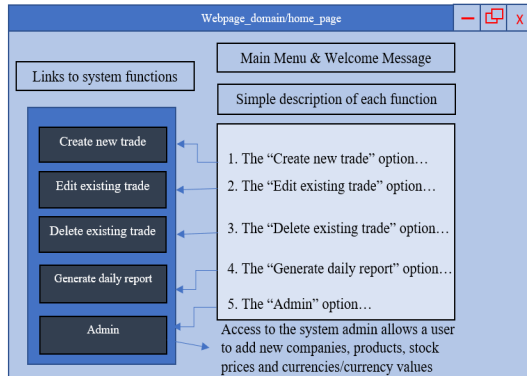 Webpage_domain/home_page
X
Main Menu & Welcome Message
Links to system functions
Simple description of each function
Create new trade
Edit existing trade
Delete existing trade
Generate daily report
Admin
1. The “Create new trade” option…
2. The “Edit existing trade” option…
3. The “Delete existing trade” option…
4. The “Generate daily report” option…
5. The “Admin” option…
Access to the system admin allows a user
to add new companies, products, stock
prices and currencies/currency values